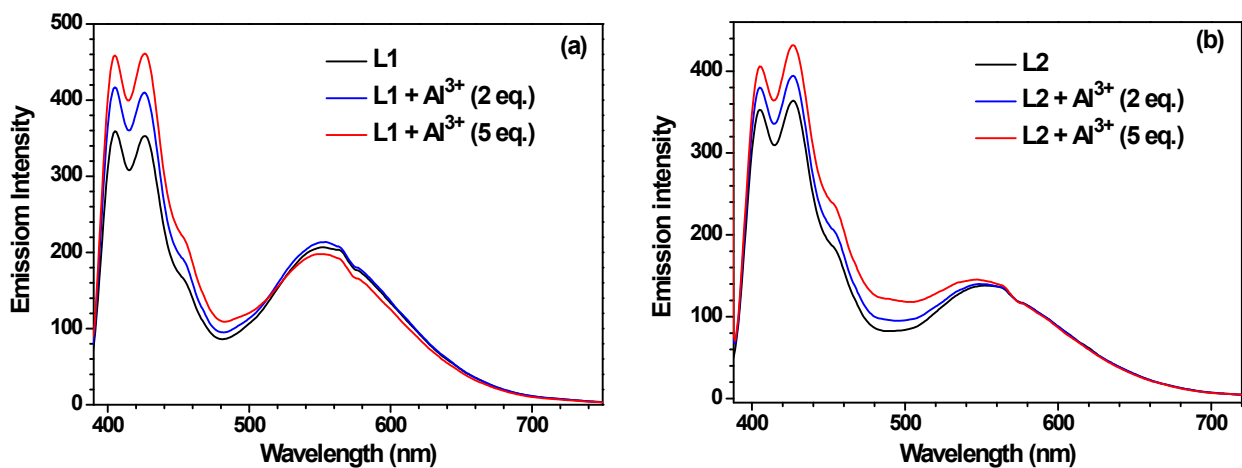 (a)
L1
L1 + Al³⁺ (2 eq.)
L1 + Al³⁺ (5 eq.)
Emissiom Intensity
500
400
300
200
100
0
400 500 600 700
Wavelength (nm)
(b)
L2
L2 + Al³⁺ (2 eq.)
L2 + Al³⁺ (5 eq.)
Emission intensity
400
300
200
100
0
400 500 600 700
Wavelength (nm)